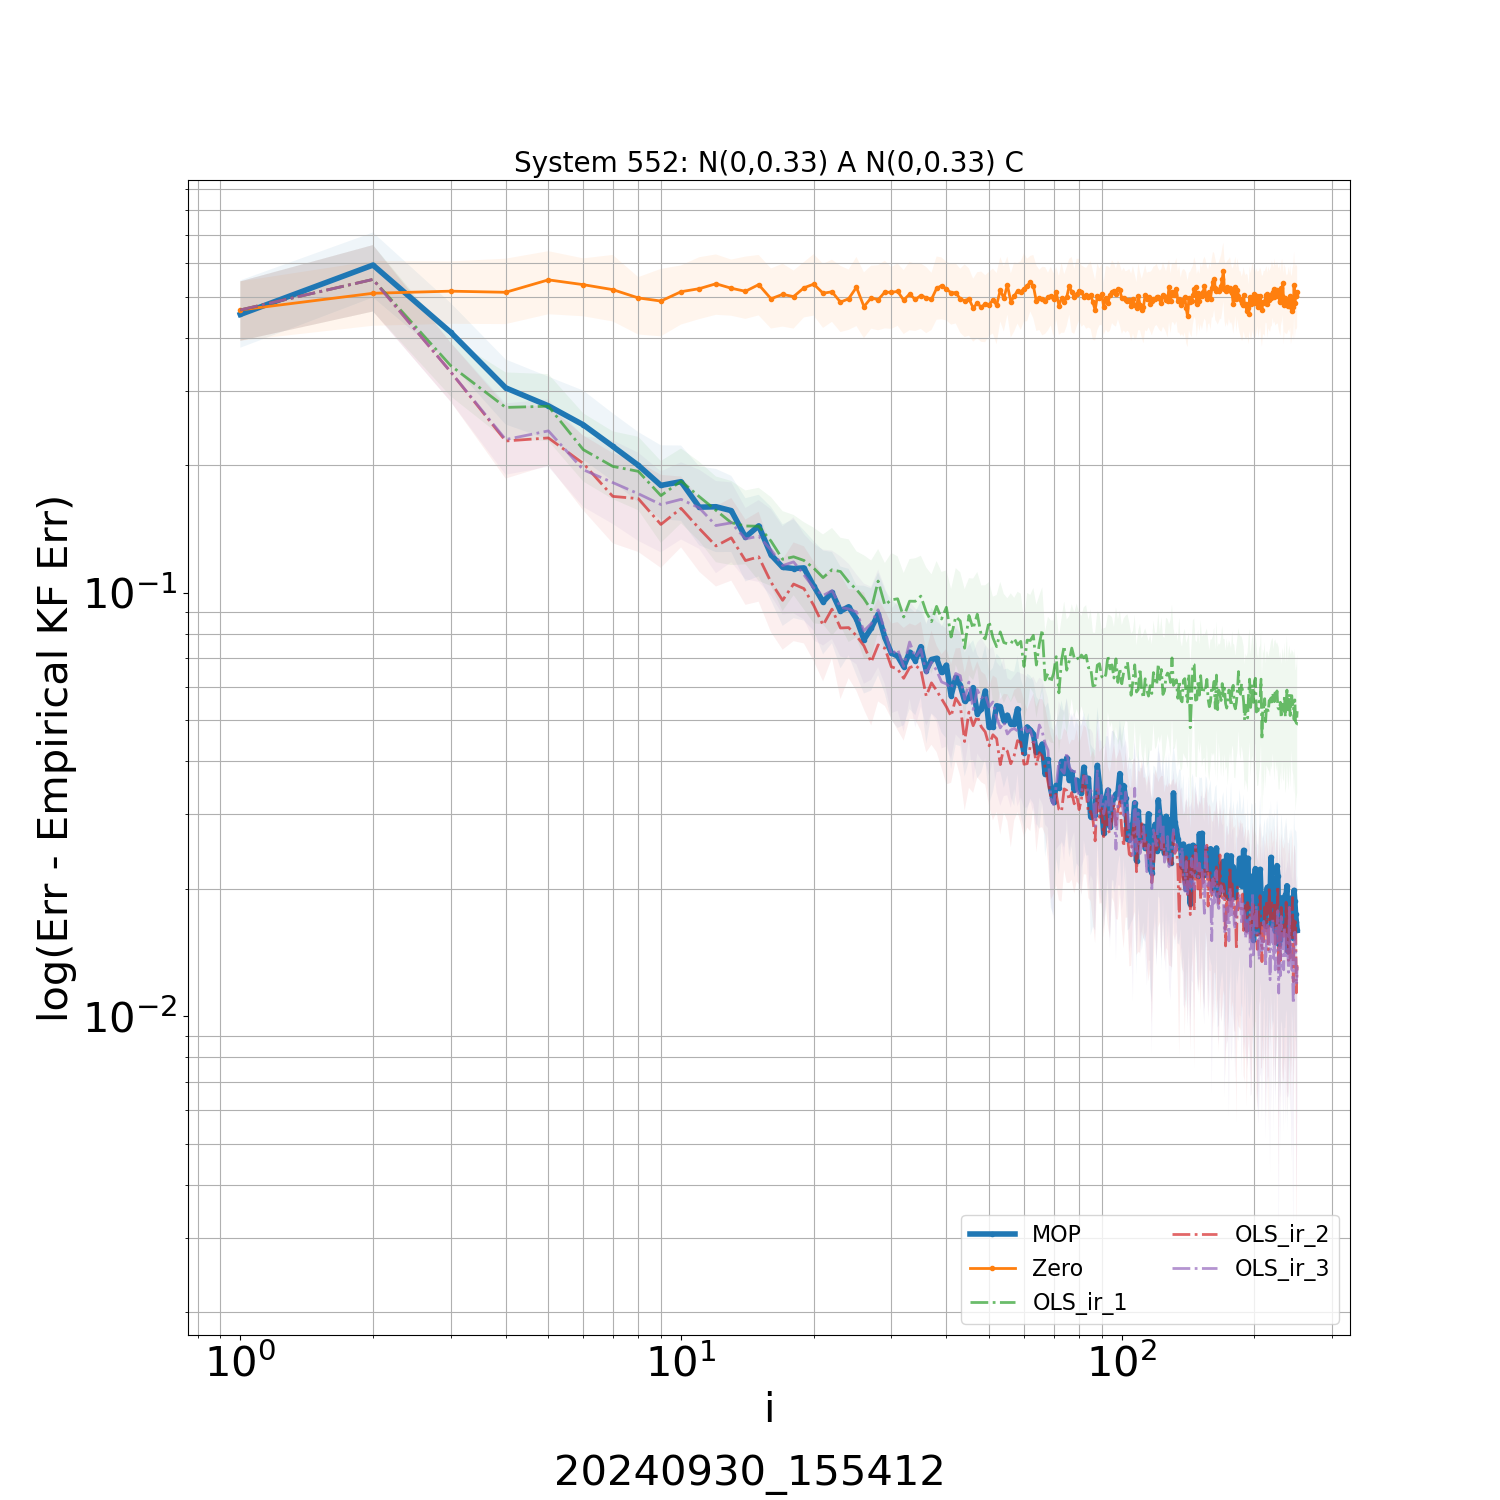 System 552: N(0,0.33) A N(0,0.33) C
log(Err - Empirical KF Err)
10⁻¹
10⁻²
MOP
Zero
OLS_ir_1
OLS_ir_2
OLS_ir_3
10⁰
10¹
10²
i
20240930_155412